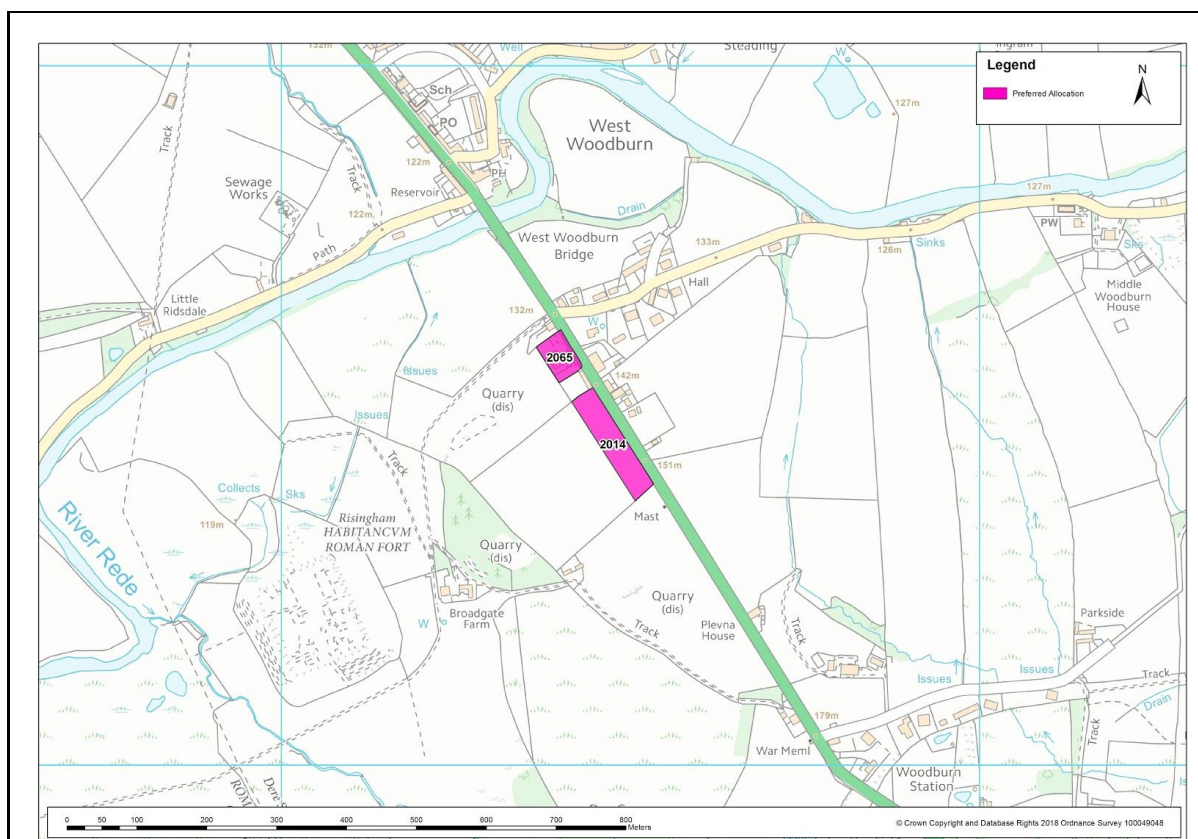 132m
Well
Steading
W
Ingram
Legend
N
Preferred Allocation
Sch
PO
127m
West
Woodburn
Track
122m
PH
Reservoir
Sewage
Works
Track
122m
Path
Drain
127m
PW
Sks
West Woodburn
Bridge
133m
126m
Sinks
Hall
Middle
Woodburn
House
Little
Ridsdale
132m
W
2065
142m
Issues
Quarry
(dis)
Issues
2014
151m
Track
Collects
Sks
119m
Mast
River Rede
Risingham
HABITANCVM
ROMAN FORT
Quarry
(dis)
Quarry
(dis)
Broadgate
Farm
W
Track
Plevna
House
Track
Parkside
Issues
Issues
Track
Drain
Track
179m
War Meml
Woodburn
Station
0 50 100 200 300 400 500 600 700 800
Meters
© Crown Copyright and Database Rights 2018 Ordnance Survey 100049048